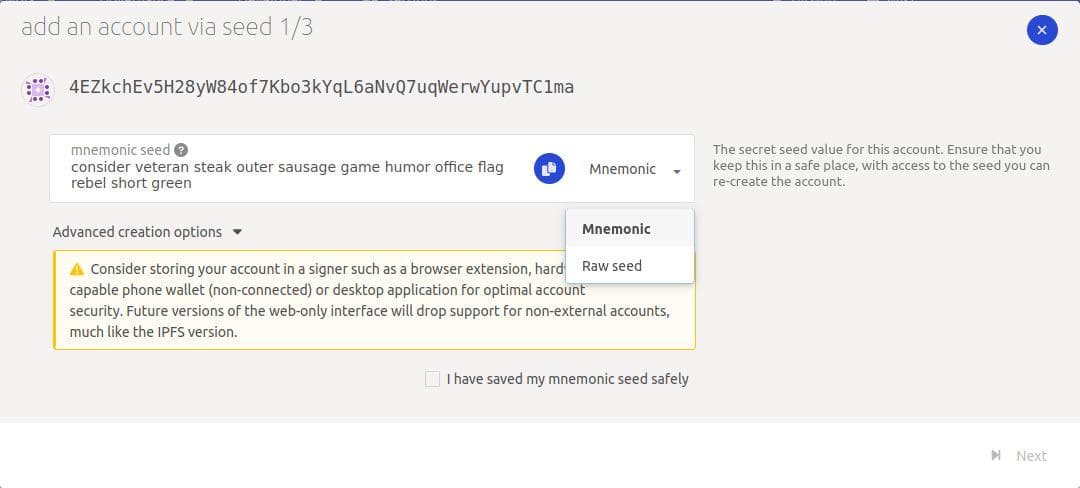 add an account via seed 1/3
4EZkchEv5H28yW84of7Kbo3kYqL6aNvQ7uqWerwYupvTC1ma
mnemonic seed ?
consider veteran steak outer sausage game humor office flag
rebel short green
Mnemonic
The secret seed value for this account. Ensure that you
keep this in a safe place, with access to the seed you can
re-create the account.
Mnemonic
Raw seed
Advanced creation options
Consider storing your account in a signer such as a browser extension,
capable phone wallet (non-connected) or desktop application for optimal account
security. Future versions of the web-only interface will drop support for non-external accounts,
much like the IPFS version.
I have saved my mnemonic seed safely
Next